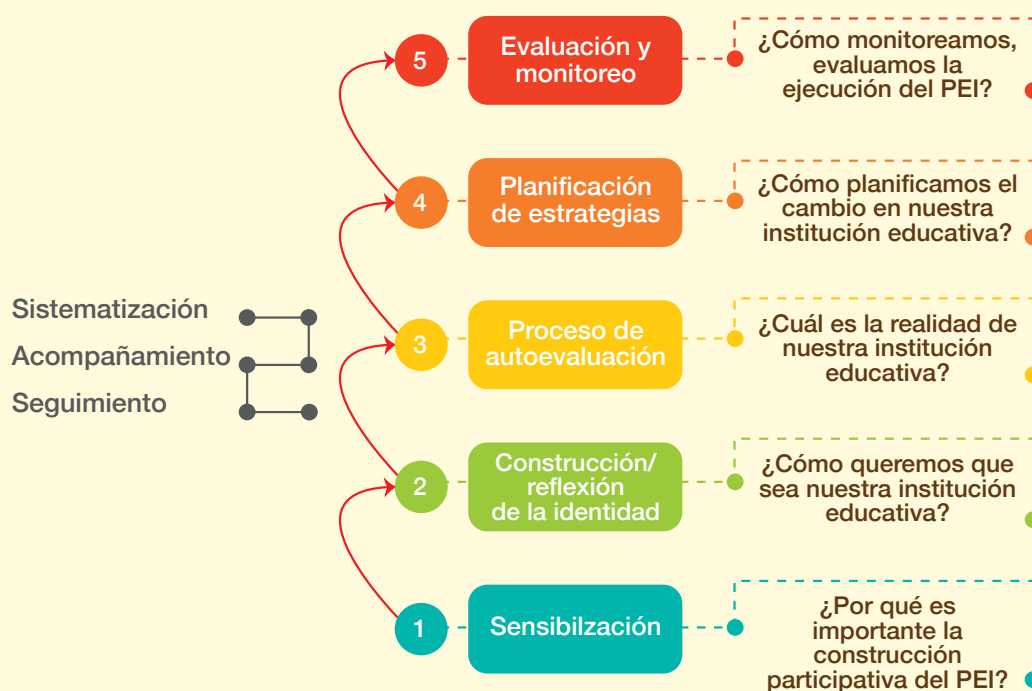 5
Evaluación y
monitoreo
¿Cómo monitoreamos,
evaluamos la
ejecución del PEI?
4
Planificación
de estrategias
¿Cómo planificamos el
cambio en nuestra
institución educativa?
Sistematización
Acompañamiento
Seguimiento
3
Proceso de
autoevaluación
¿Cuál es la realidad de
nuestra institución
educativa?
2
Construcción/
reflexión
de la identidad
¿Cómo queremos que
sea nuestra institución
educativa?
1
Sensibilzación
¿Por qué es
importante la
construcción
participativa del PEI?